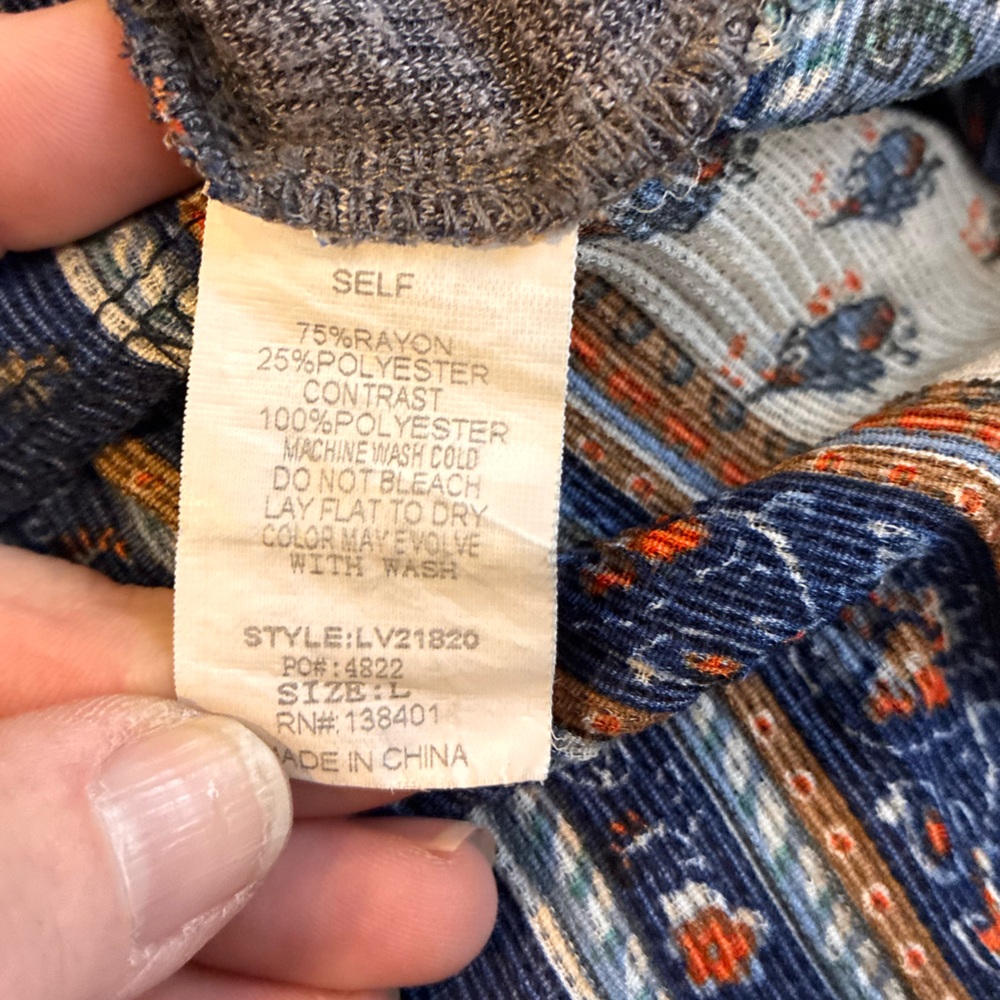 SELF
75%RAYON
25%POLYESTER
CONTRAST
100%POLYESTER
MACHINE WASH COLD
DO NOT BLEACH
LAY FLAT TO DRY
COLOR MAY EVOLVE
WITH WASH
STYLE:LV21820
PO#:4822
SIZE:L
RN#:138401
ADE IN CHINA